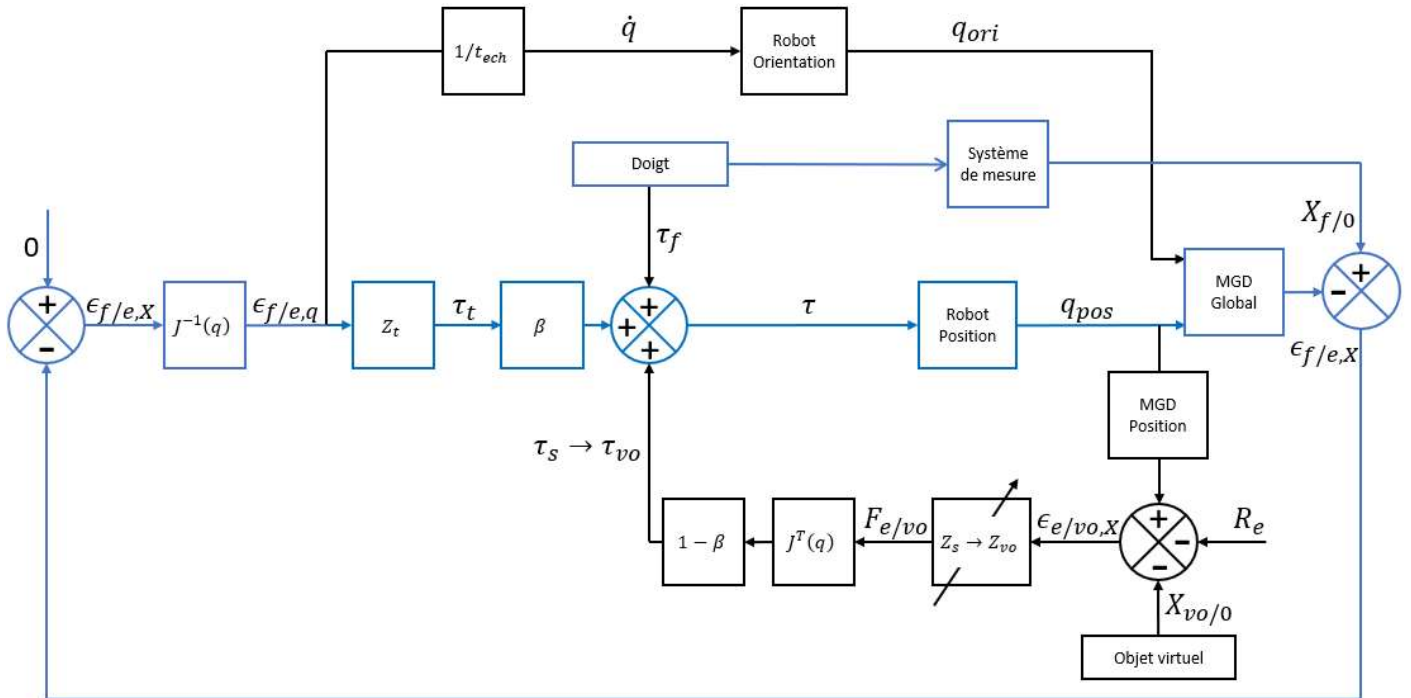 1/t_ech
q̇
Robot
Orientation
q_ori
Doigt
Système
de mesure
0
τ_f
X_f/0
+
-
ϵ_f/e,X
J⁻¹(q)
ϵ_f/e,q
Z_t
τ_t
β
+
+
+
τ
Robot
Position
q_pos
MGD
Global
+
-
ϵ_f/e,X
MGD
Position
τ_s → τ_vo
1 − β
Jᵀ(q)
F_e/vo
Z_s → Z_vo
ϵ_e/vo,X
+
-
-
R_e
X_vo/0
Objet virtuel